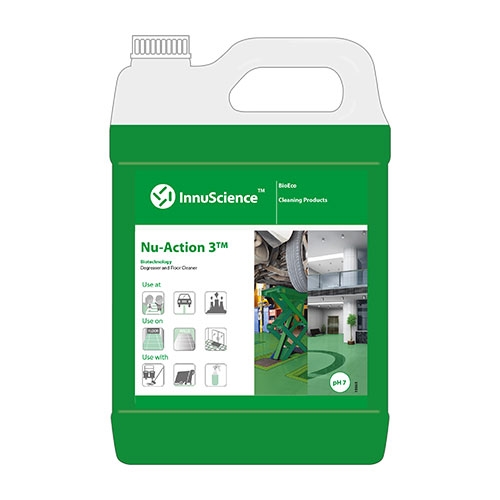 InnuScience™
BioEco
Cleaning Products
Nu-Action 3™
Biotechnology
Degreaser and Floor Cleaner
Use at
Use on
FLOOR
Use with
pH 7